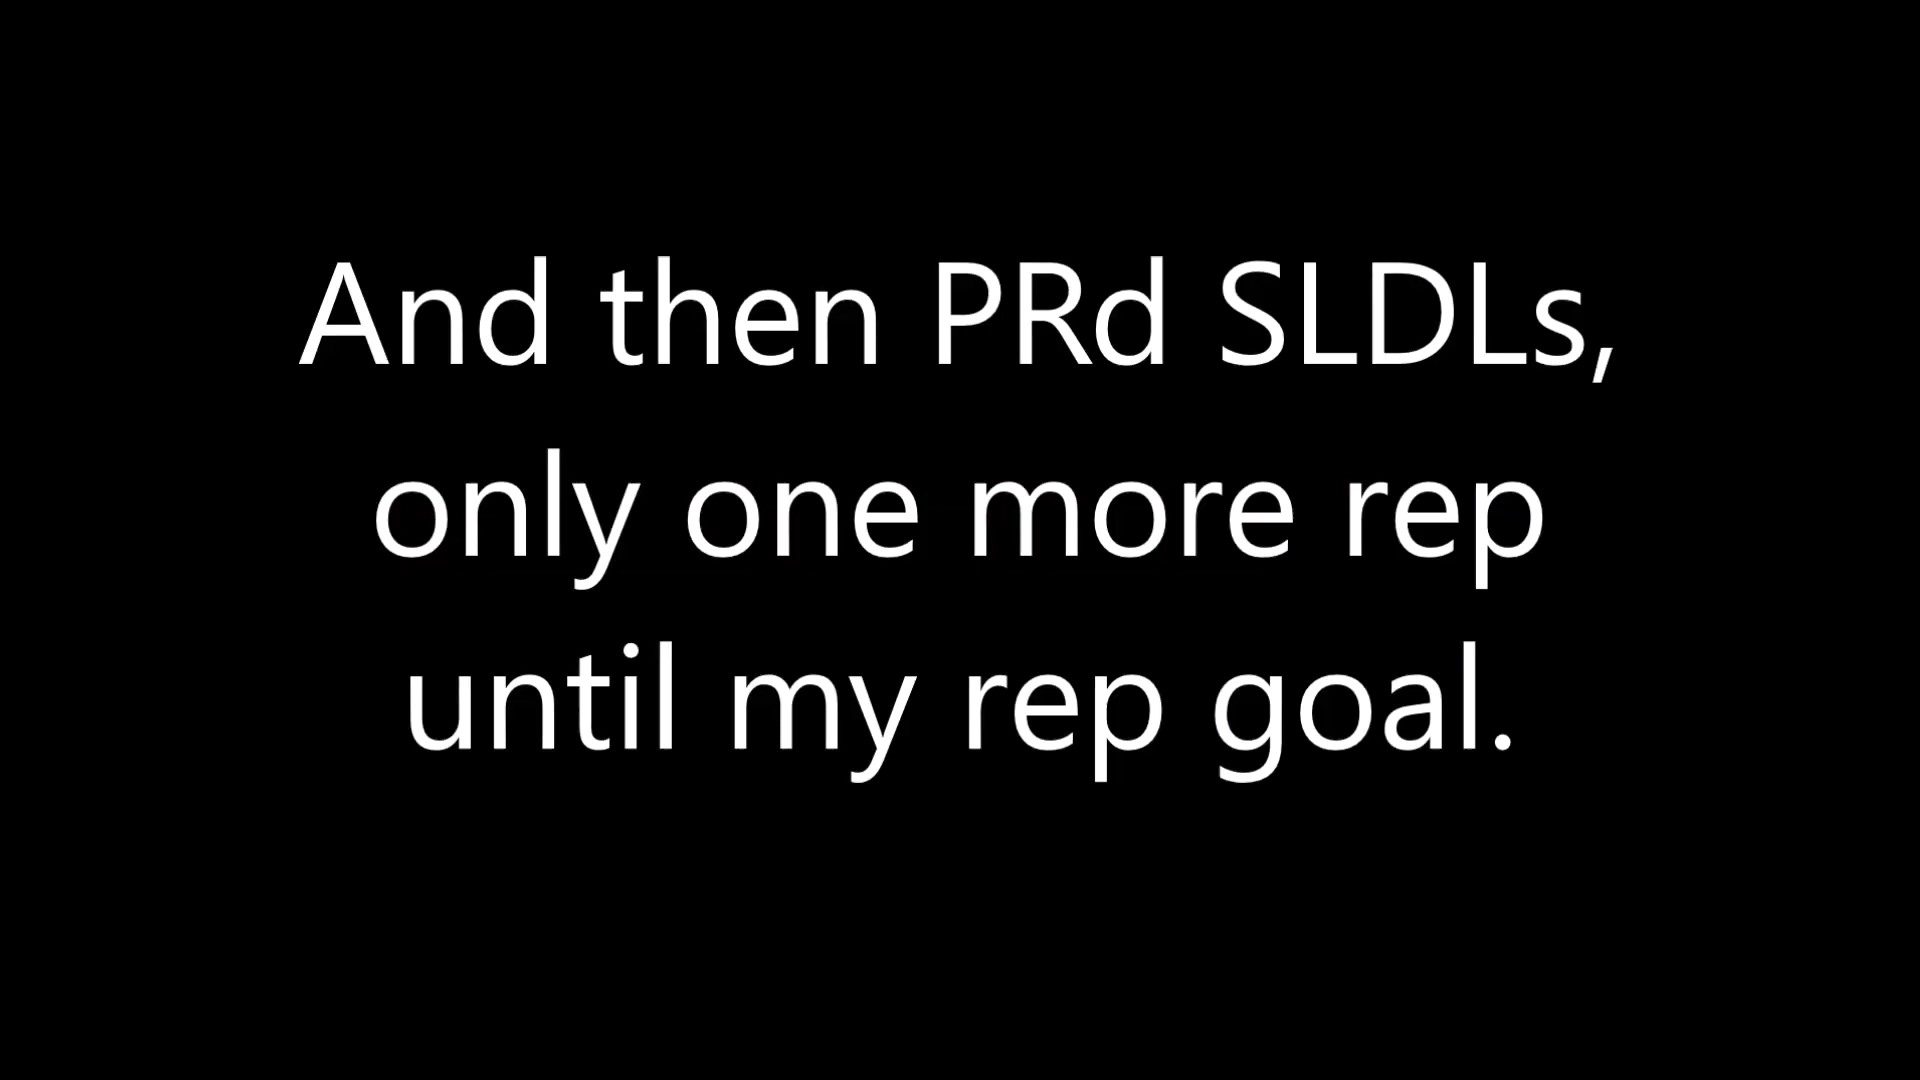 And then PRd SLDLs,
only one more rep
until my rep goal.